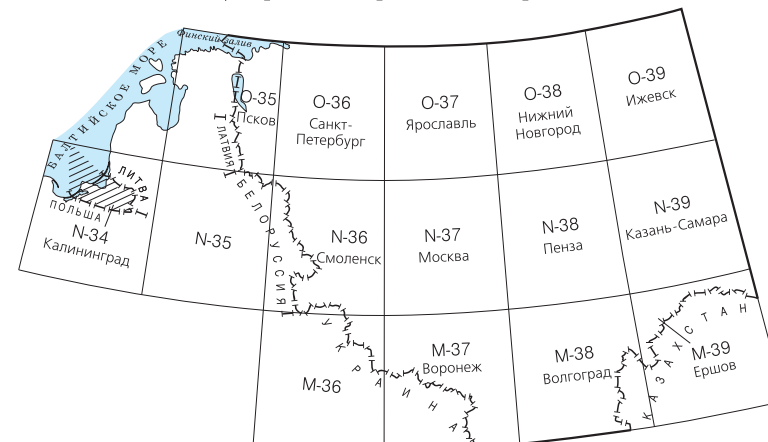 Финский залив
БАЛТИЙСКОЕ МОРЕ
О-35
Псков
О-36
Санкт-
Петербург
О-37
Ярославль
О-38
Нижний
Новгород
О-39
Ижевск
ЛАТВИЯ
ЛИТВА
ПОЛЬША
N-34
Калининград
N-35
БЕЛОРУССИЯ
N-36
Смоленск
N-37
Москва
N-38
Пенза
N-39
Казань-Самара
УКРАИНА
М-36
М-37
Воронеж
М-38
Волгоград
КАЗАХСТАН
М-39
Ершов